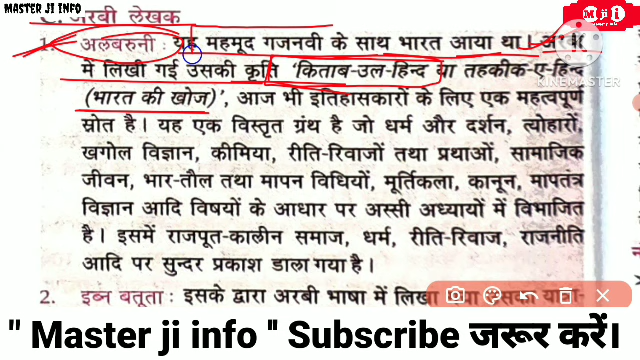 MASTER JI INFO
C. अरबी लेखक
1. अलबरुनी : यह महमूद गजनवी के साथ भारत आया था। अरबी
में लिखी गई उसकी कृति 'किताब-उल-हिन्द या तहकीक-ए-हिन्द
(भारत की खोज)', आज भी इतिहासकारों के लिए एक महत्वपूर्ण
स्रोत है। यह एक विस्तृत ग्रंथ है जो धर्म और दर्शन, त्योहारों,
खगोल विज्ञान, कीमिया, रीति-रिवाजों तथा प्रथाओं, सामाजिक
जीवन, भार-तौल तथा मापन विधियों, मूर्तिकला, कानून, मापतंत्र
विज्ञान आदि विषयों के आधार पर अस्सी अध्यायों में विभाजित
है। इसमें राजपूत-कालीन समाज, धर्म, रीति-रिवाज, राजनीति
आदि पर सुन्दर प्रकाश डाला गया है।
2. इब्न बतूता : इसके द्वारा अरबी भाषा में लिखा गया उसका यात्रा-
Mji
KINEMASTER
" Master ji info " Subscribe जरूर करें।